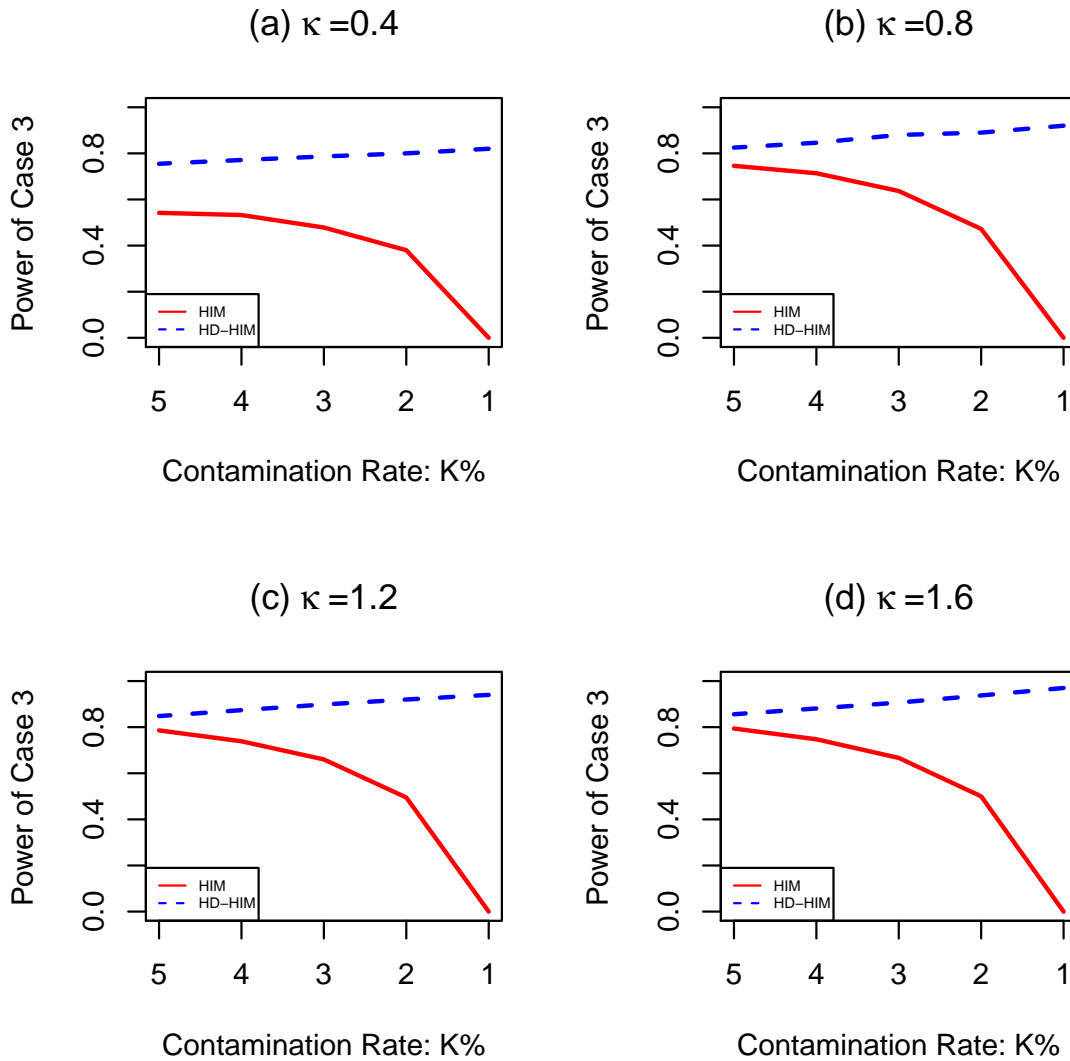 (a) κ =0.4
Power of Case 3
0.0 0.4 0.8
HIM
HD−HIM
5 4 3 2 1
Contamination Rate: K%
(b) κ =0.8
Power of Case 3
0.0 0.4 0.8
HIM
HD−HIM
5 4 3 2 1
Contamination Rate: K%
(c) κ =1.2
Power of Case 3
0.0 0.4 0.8
HIM
HD−HIM
5 4 3 2 1
Contamination Rate: K%
(d) κ =1.6
Power of Case 3
0.0 0.4 0.8
HIM
HD−HIM
5 4 3 2 1
Contamination Rate: K%